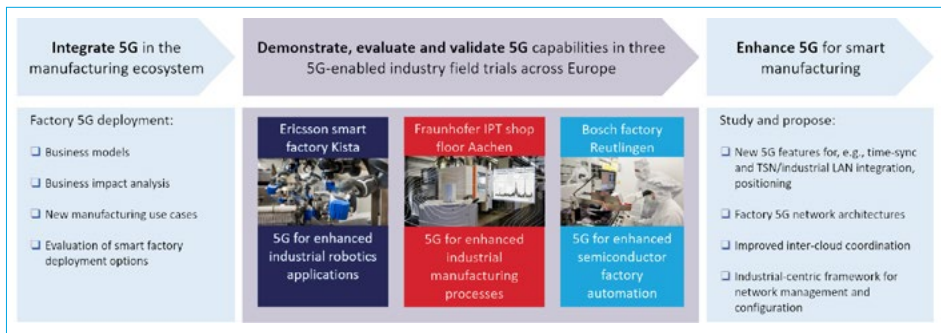 Integrate 5G in the
manufacturing ecosystem
Demonstrate, evaluate and validate 5G capabilities in three
5G-enabled industry field trials across Europe
Enhance 5G for smart
manufacturing
Factory 5G deployment:
Business models
Business impact analysis
New manufacturing use cases
Evaluation of smart factory
deployment options
Ericsson smart
factory Kista
5G for enhanced
industrial robotics
applications
Fraunhofer IPT shop
floor Aachen
5G for enhanced
industrial
manufacturing
processes
Bosch factory
Reutlingen
5G for enhanced
semiconductor
factory
automation
Study and propose:
New 5G features for, e.g., time-sync
and TSN/industrial LAN integration,
positioning
Factory 5G network architectures
Improved inter-cloud coordination
Industrial-centric framework for
network management and
configuration